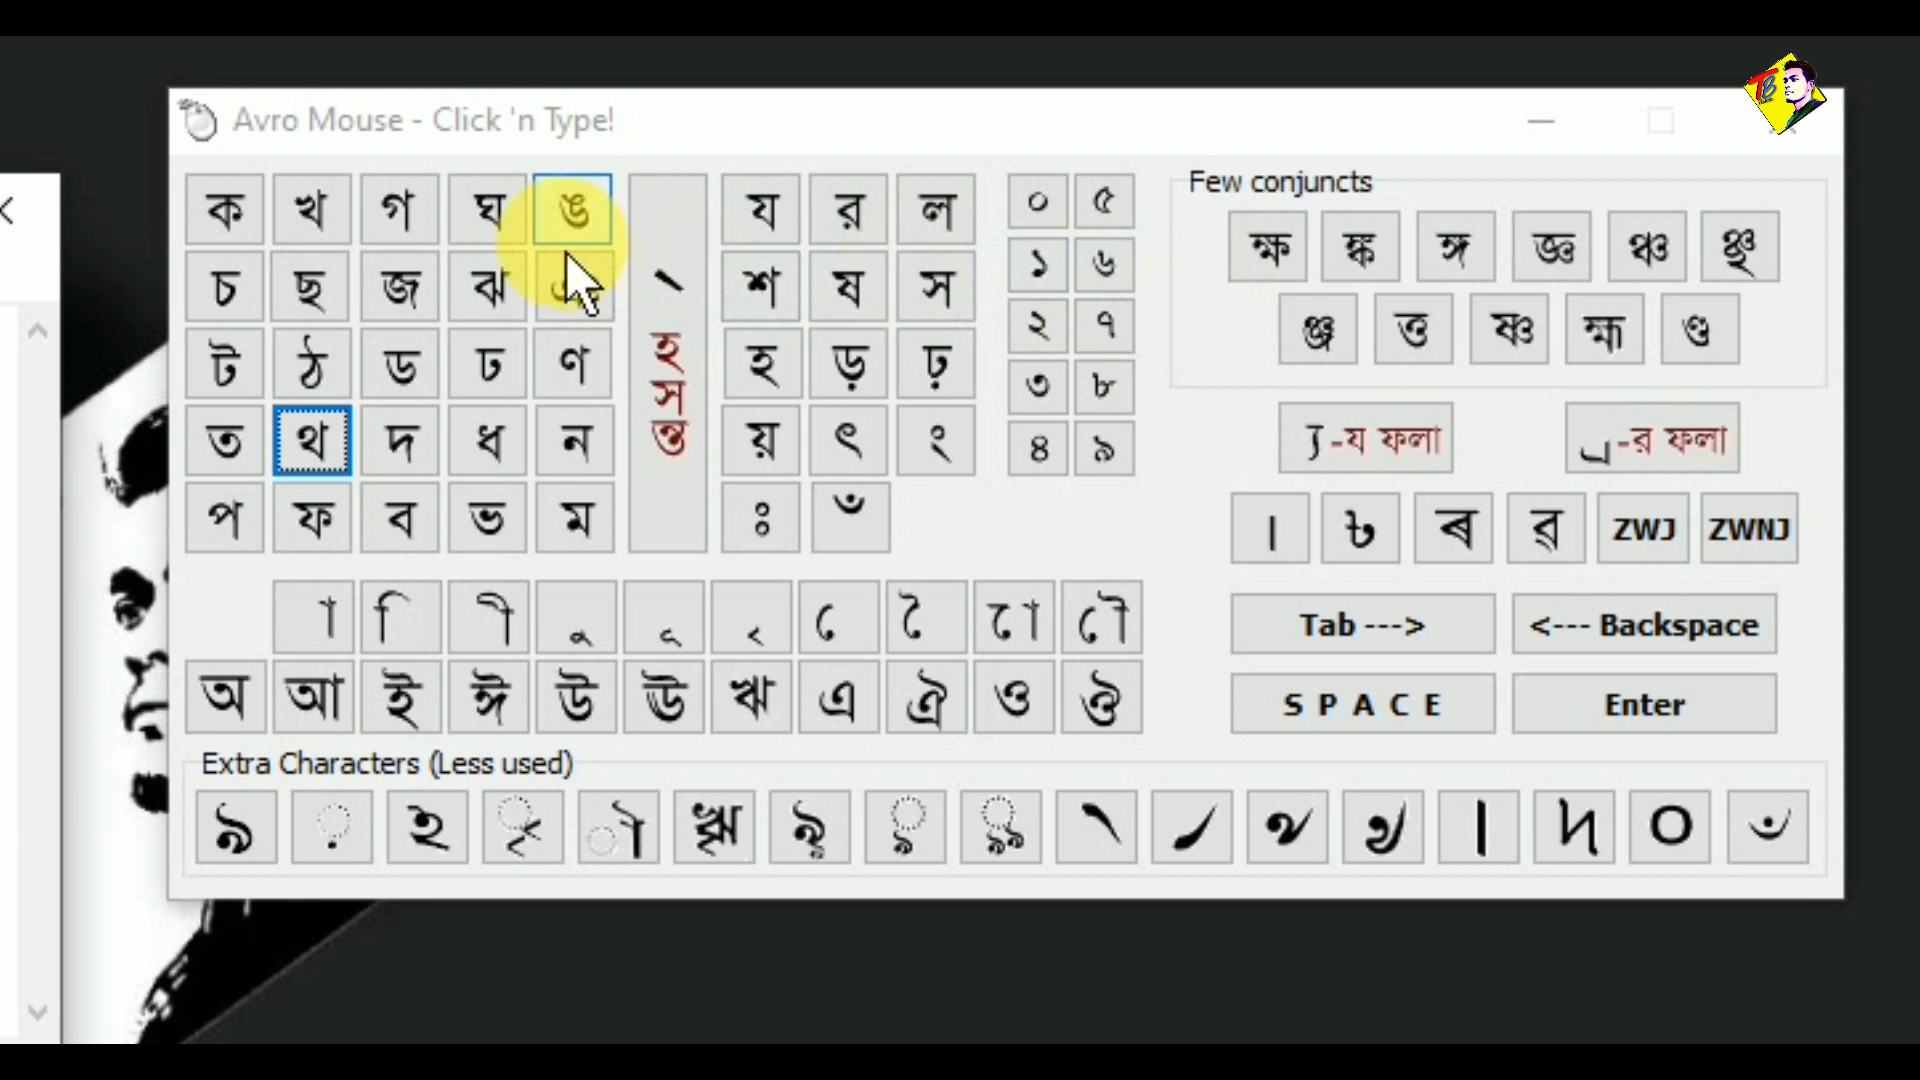 Avro Mouse - Click 'n Type!
ক খ গ ঘ ঙ য র ল ০ ৫
চ ছ জ ঝ শ ষ স ১ ৬
ট ঠ ড ঢ ণ হ ড় ঢ় ২ ৭
ত থ দ ধ ন য় ৎ ং ৩ ৮
প ফ ব ভ ম ঃ ঁ ৪ ৯
্ হসন্ত
া ি ী ু ূ ৃ ে ৈ ো ৌ
অ আ ই ঈ উ ঊ ঋ এ ঐ ও ঔ
Few conjuncts
ক্ষ ঙ্ক ঙ্গ জ্ঞ ঞ্চ ঞ্ছ
ঞ্জ ত্ত ষ্ণ হ্ম ণ্ড
্য -য ফলা ্র -র ফলা
। ৳ ৰ ৱ ZWJ ZWNJ
Tab ---> <--- Backspace
S P A C E Enter
Extra Characters (Less used)
TB